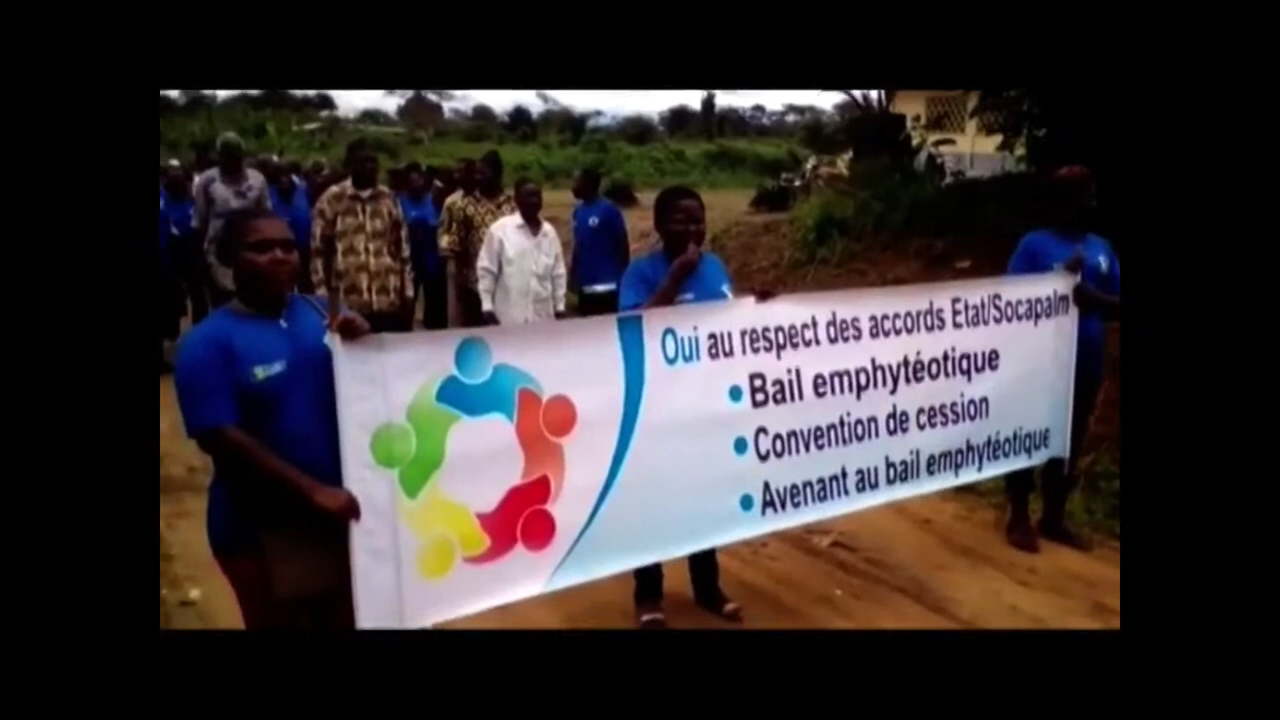 Oui au respect des accords Etat/Socapalm
• Bail emphytéotique
• Convention de cession
• Avenant au bail emphytéotique